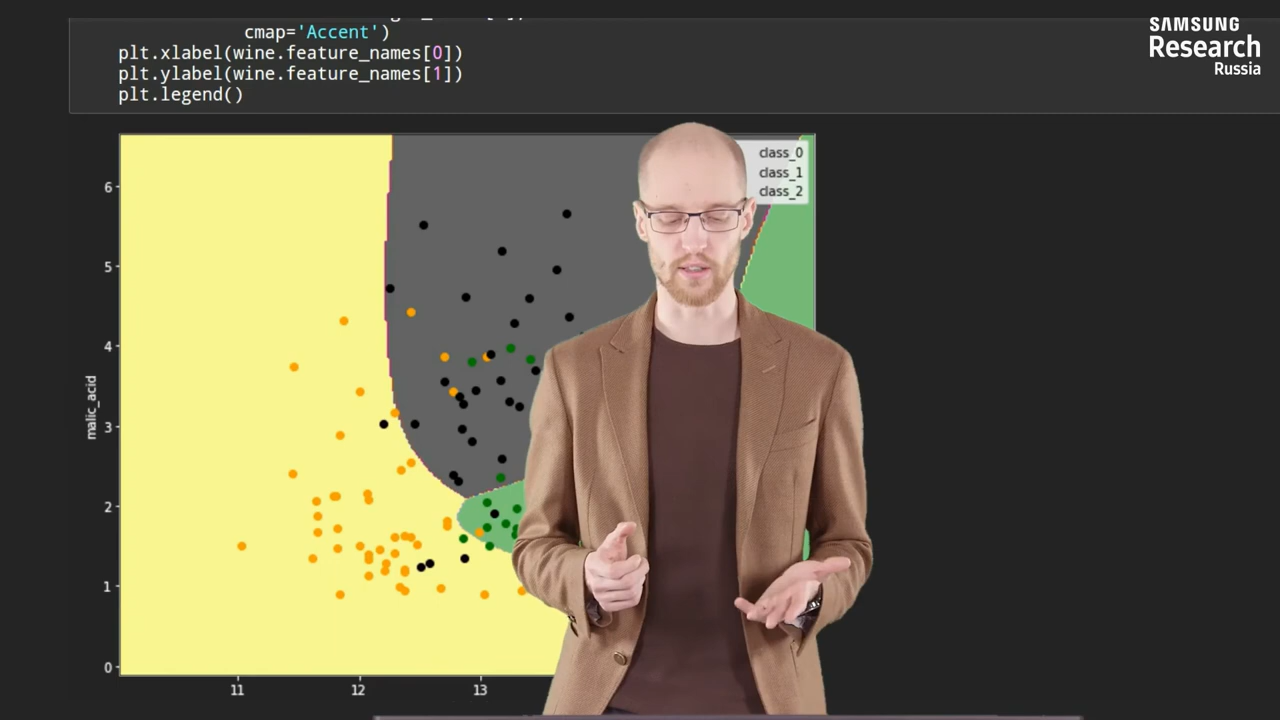 cmap='Accent')
plt.xlabel(wine.feature_names[0])
plt.ylabel(wine.feature_names[1])
plt.legend()
SAMSUNG
Research
Russia
class_0
class_1
class_2
6
5
4
3
2
1
0
malic_acid
11
12
13